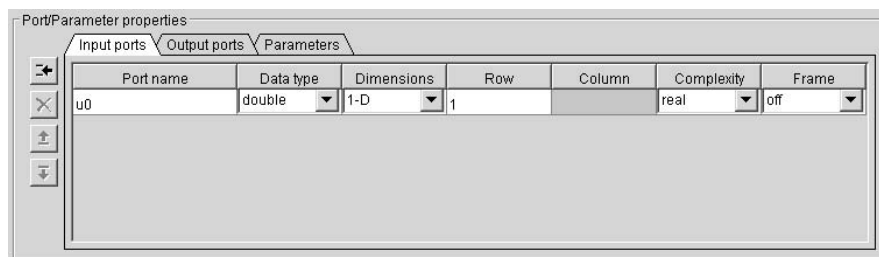 Port/Parameter properties
Input ports Output ports Parameters
Port name Data type Dimensions Row Column Complexity Frame
u0 double 1-D 1 real off